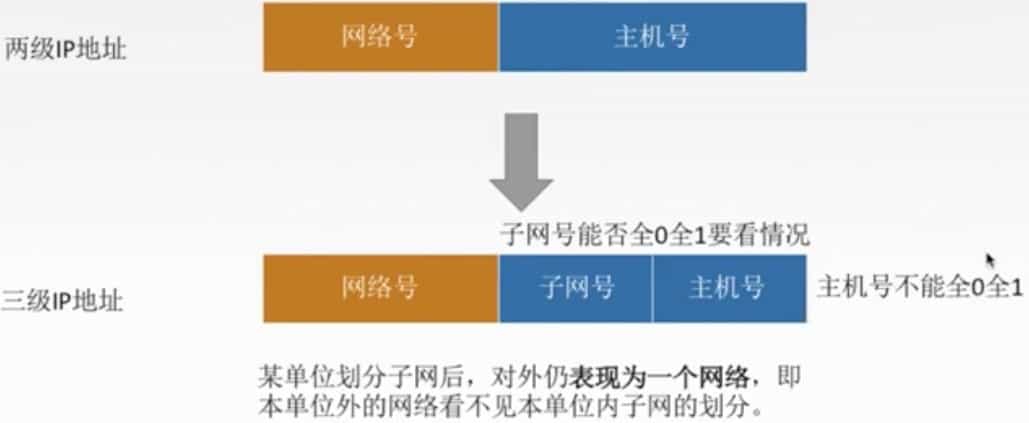 两级IP地址
网络号
主机号
子网号能否全0全1要看情况
三级IP地址
网络号
子网号
主机号
主机号不能全0全1
某单位划分子网后，对外仍表现为一个网络，即
本单位外的网络看不见本单位内子网的划分。